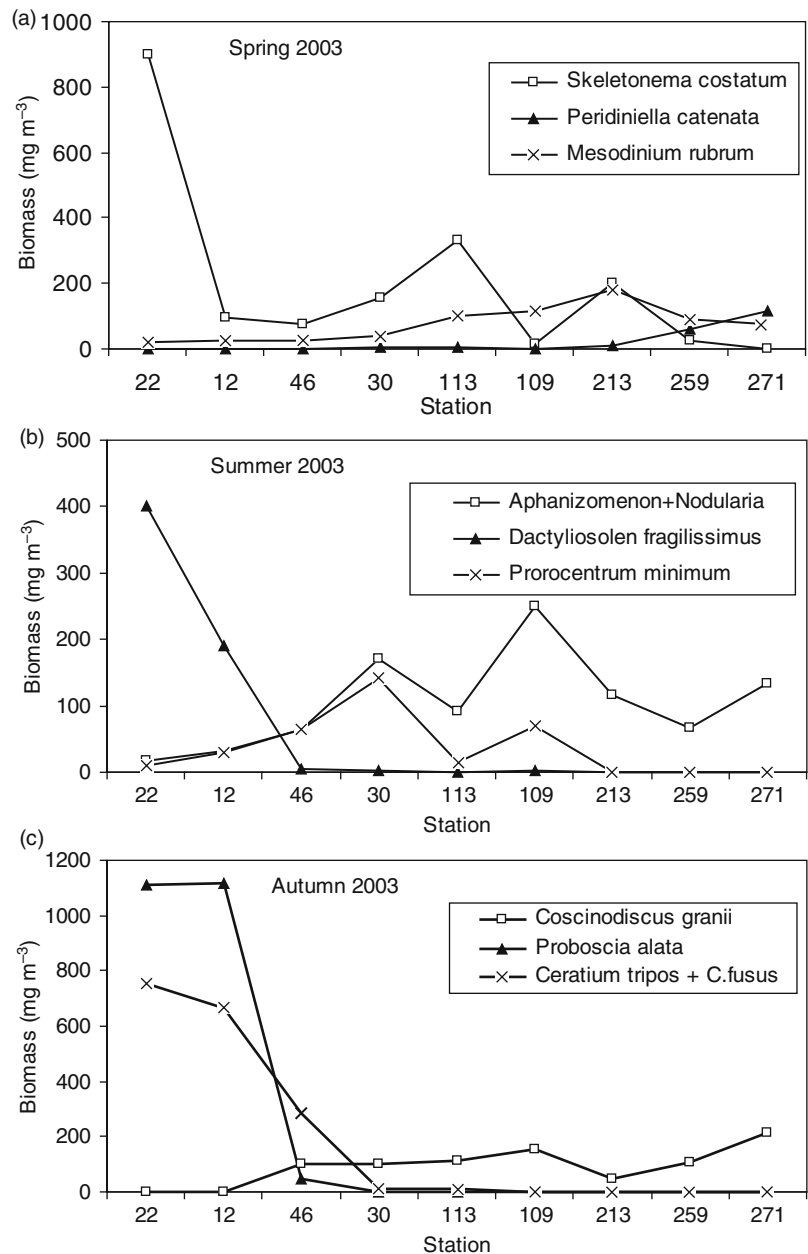 (a)
Spring 2003
Skeletonema costatum
Peridiniella catenata
Mesodinium rubrum
Biomass (mg m⁻³)
1000
800
600
400
200
0
22 12 46 30 113 109 213 259 271
Station
(b)
Summer 2003
Aphanizomenon+Nodularia
Dactyliosolen fragilissimus
Prorocentrum minimum
Biomass (mg m⁻³)
500
400
300
200
100
0
22 12 46 30 113 109 213 259 271
Station
(c)
Autumn 2003
Coscinodiscus granii
Proboscia alata
Ceratium tripos + C.fusus
Biomass (mg m⁻³)
1200
1000
800
600
400
200
0
22 12 46 30 113 109 213 259 271
Station